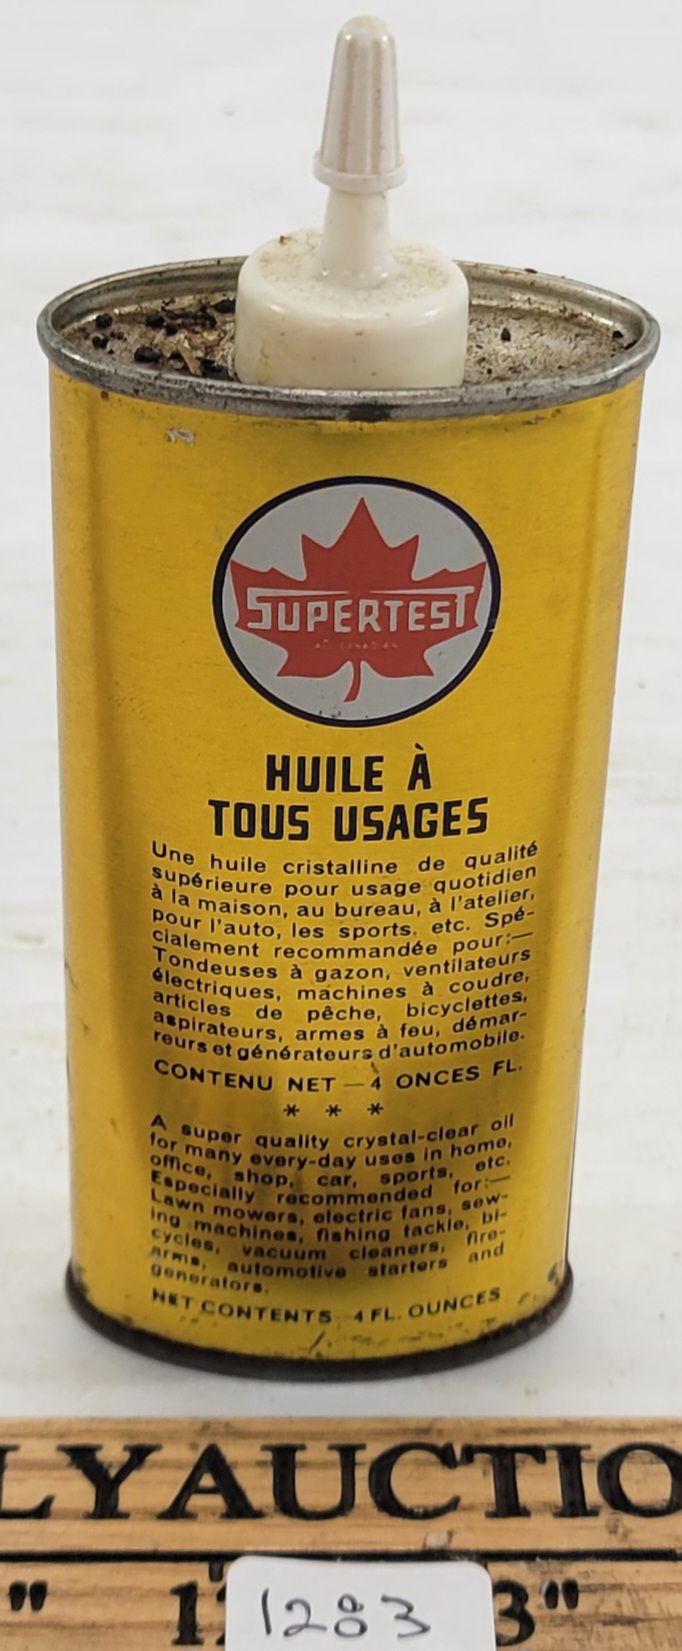 SUPERTEST
ALL CANADIAN
HUILE À
TOUS USAGES
Une huile cristalline de qualité
supérieure pour usage quotidien
à la maison, au bureau, à l'atelier,
pour l'auto, les sports. etc. Spé-
cialement recommandée pour:—
Tondeuses à gazon, ventilateurs
électriques, machines à coudre,
articles de pêche, bicyclettes,
aspirateurs, armes à feu, démar-
reurs et générateurs d'automobile.
CONTENU NET — 4 ONCES FL.
* * *
A super quality crystal-clear oil
for many every-day uses in home,
office, shop, car, sports, etc.
Especially recommended for:—
Lawn mowers, electric fans, sew-
ing machines, fishing tackle, bi-
cycles, vacuum cleaners, fire-
arms, automotive starters and
generators.
NET CONTENTS 4 FL. OUNCES
LYAUCTIO
" 1 3"
1283